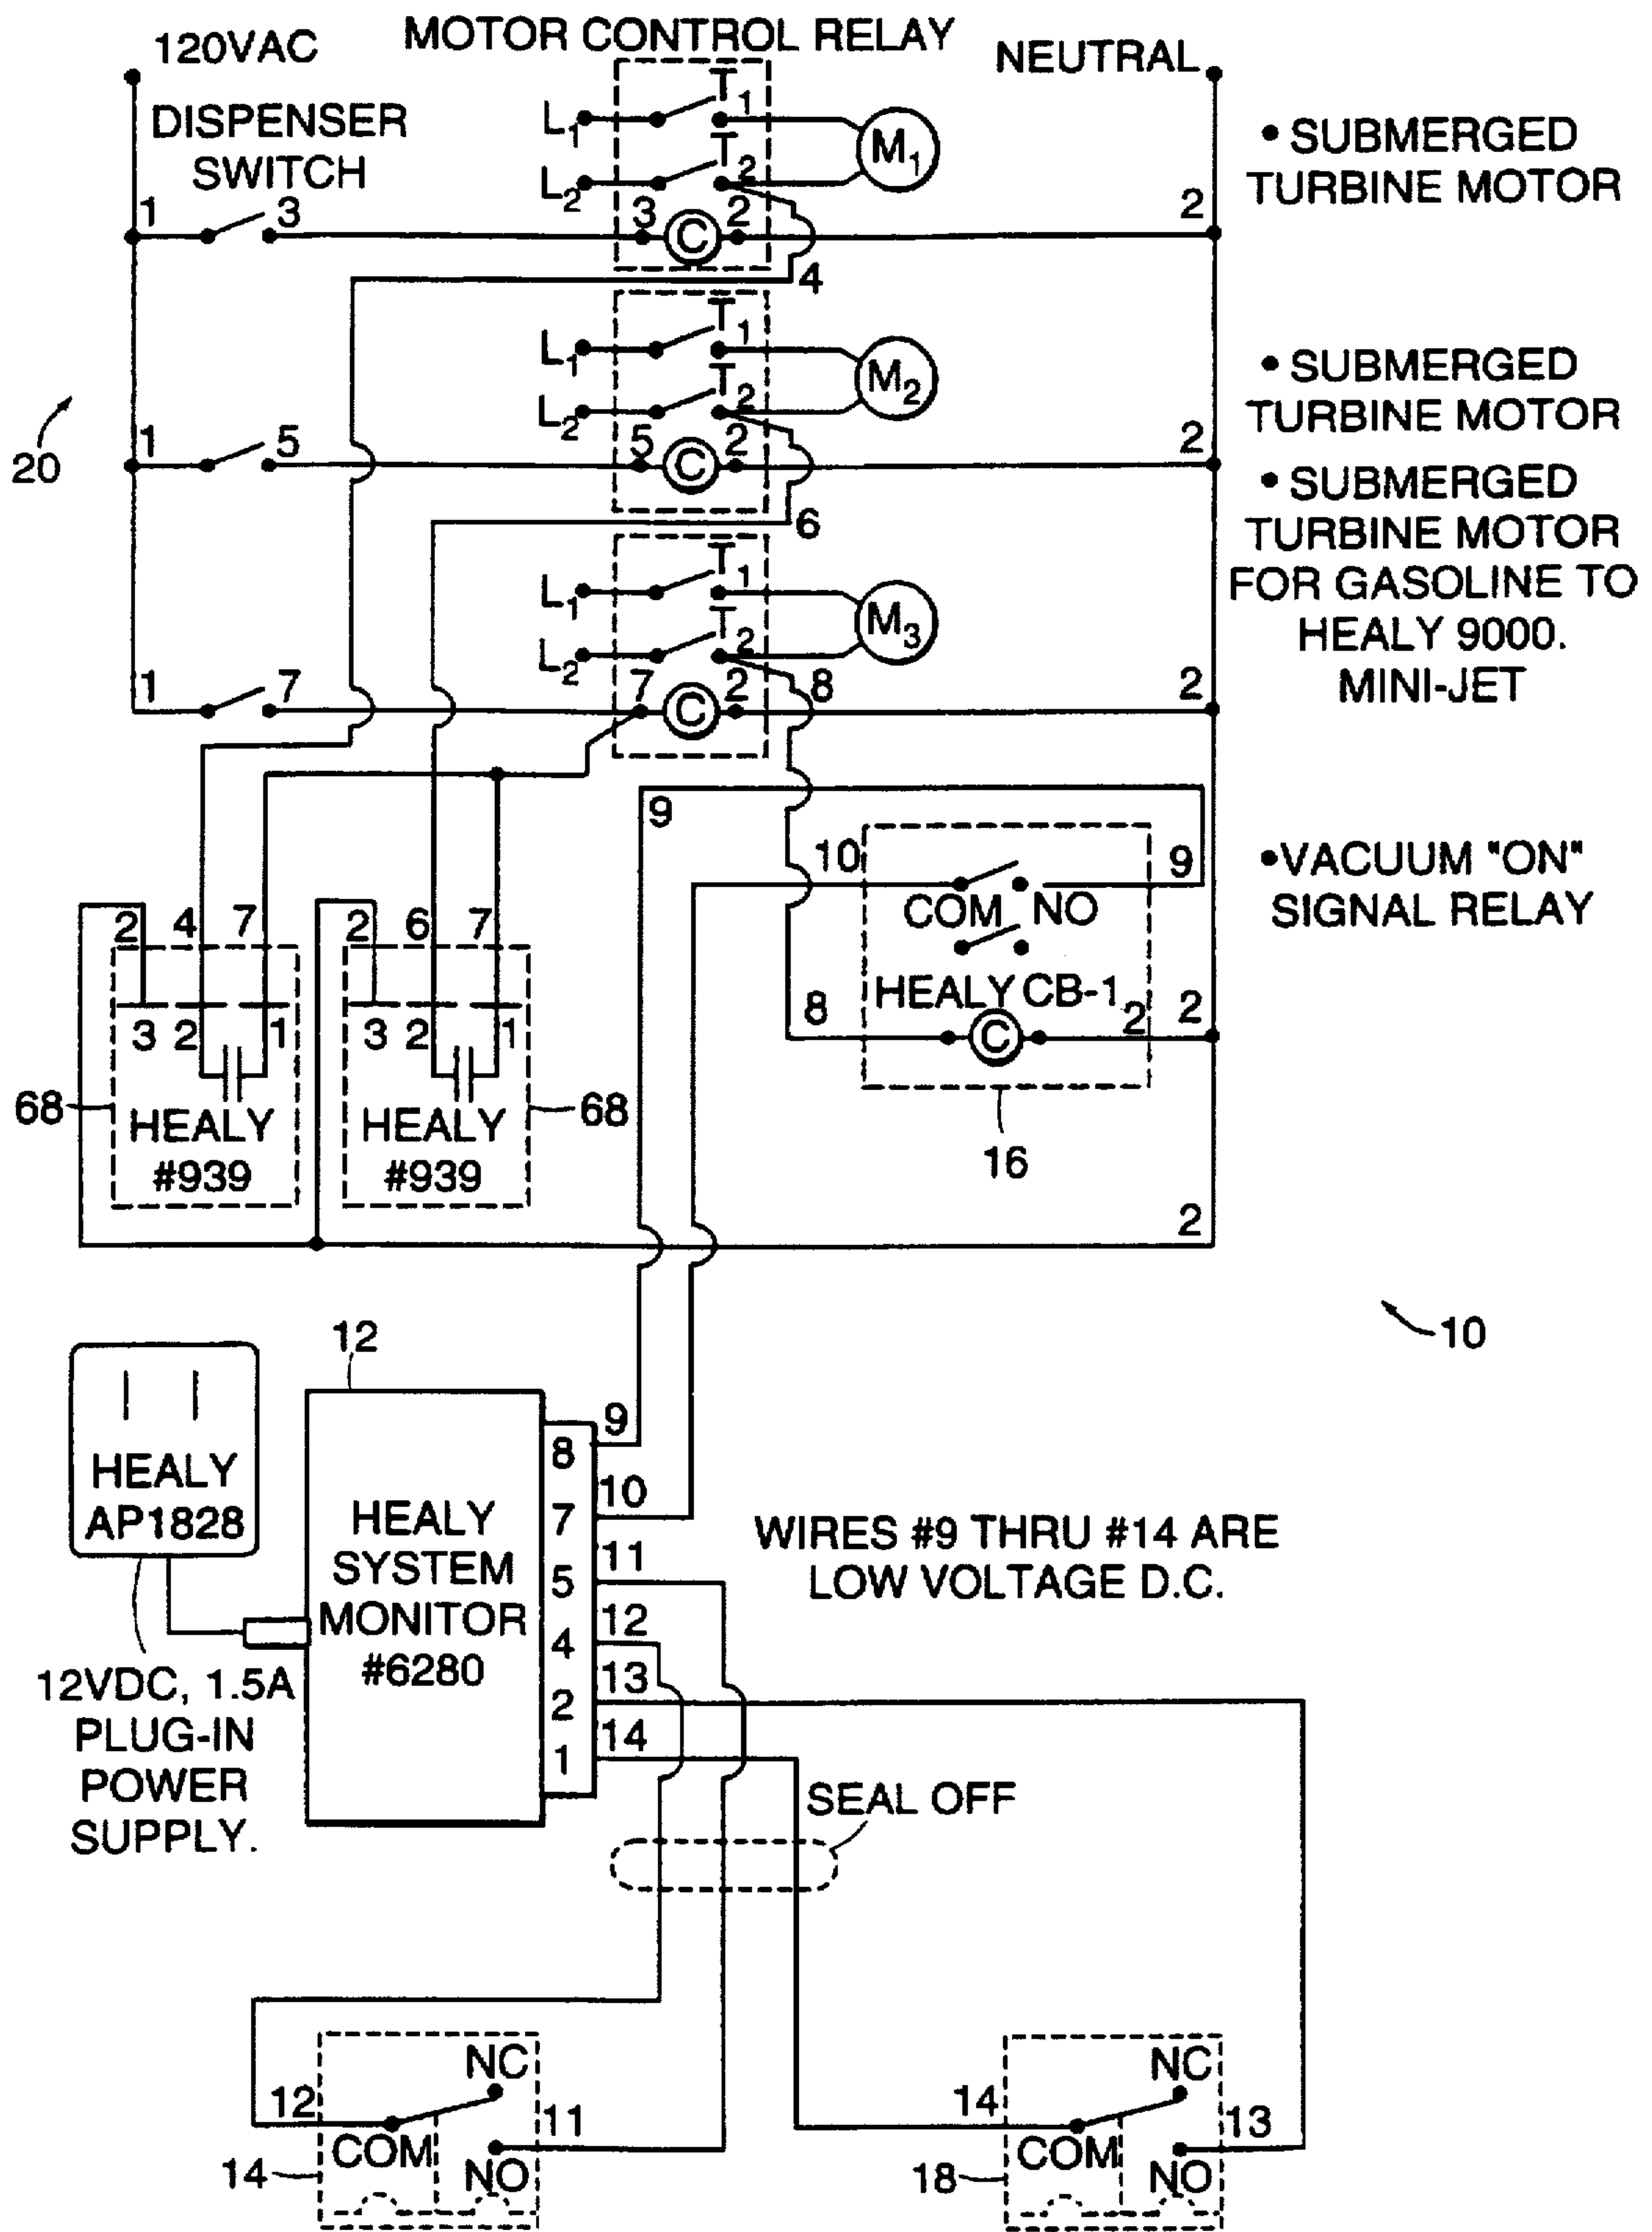 120VAC
MOTOR CONTROL RELAY
NEUTRAL
DISPENSER
SWITCH
L1
T1
M1
L2
T2
1
3
3
C
2
2
4
• SUBMERGED
TURBINE MOTOR
L1
T1
M2
L2
T2
1
5
5
C
2
2
6
20
• SUBMERGED
TURBINE MOTOR
• SUBMERGED
TURBINE MOTOR
FOR GASOLINE TO
HEALY 9000.
MINI-JET
L1
T1
M3
L2
T2
1
7
7
C
2
8
2
9
10
9
COM NO
HEALY CB-1
8
C
2
2
16
•VACUUM "ON"
SIGNAL RELAY
2
4
7
3
2
1
HEALY
#939
68
2
6
7
3
2
1
HEALY
#939
68
2
10
12
HEALY
AP1828
12VDC, 1.5A
PLUG-IN
POWER
SUPPLY.
HEALY
SYSTEM
MONITOR
#6280
8
9
7
10
5
11
4
12
2
13
1
14
WIRES #9 THRU #14 ARE
LOW VOLTAGE D.C.
SEAL OFF
NC
12
COM
11
NO
14
NC
14
COM
13
NO
18